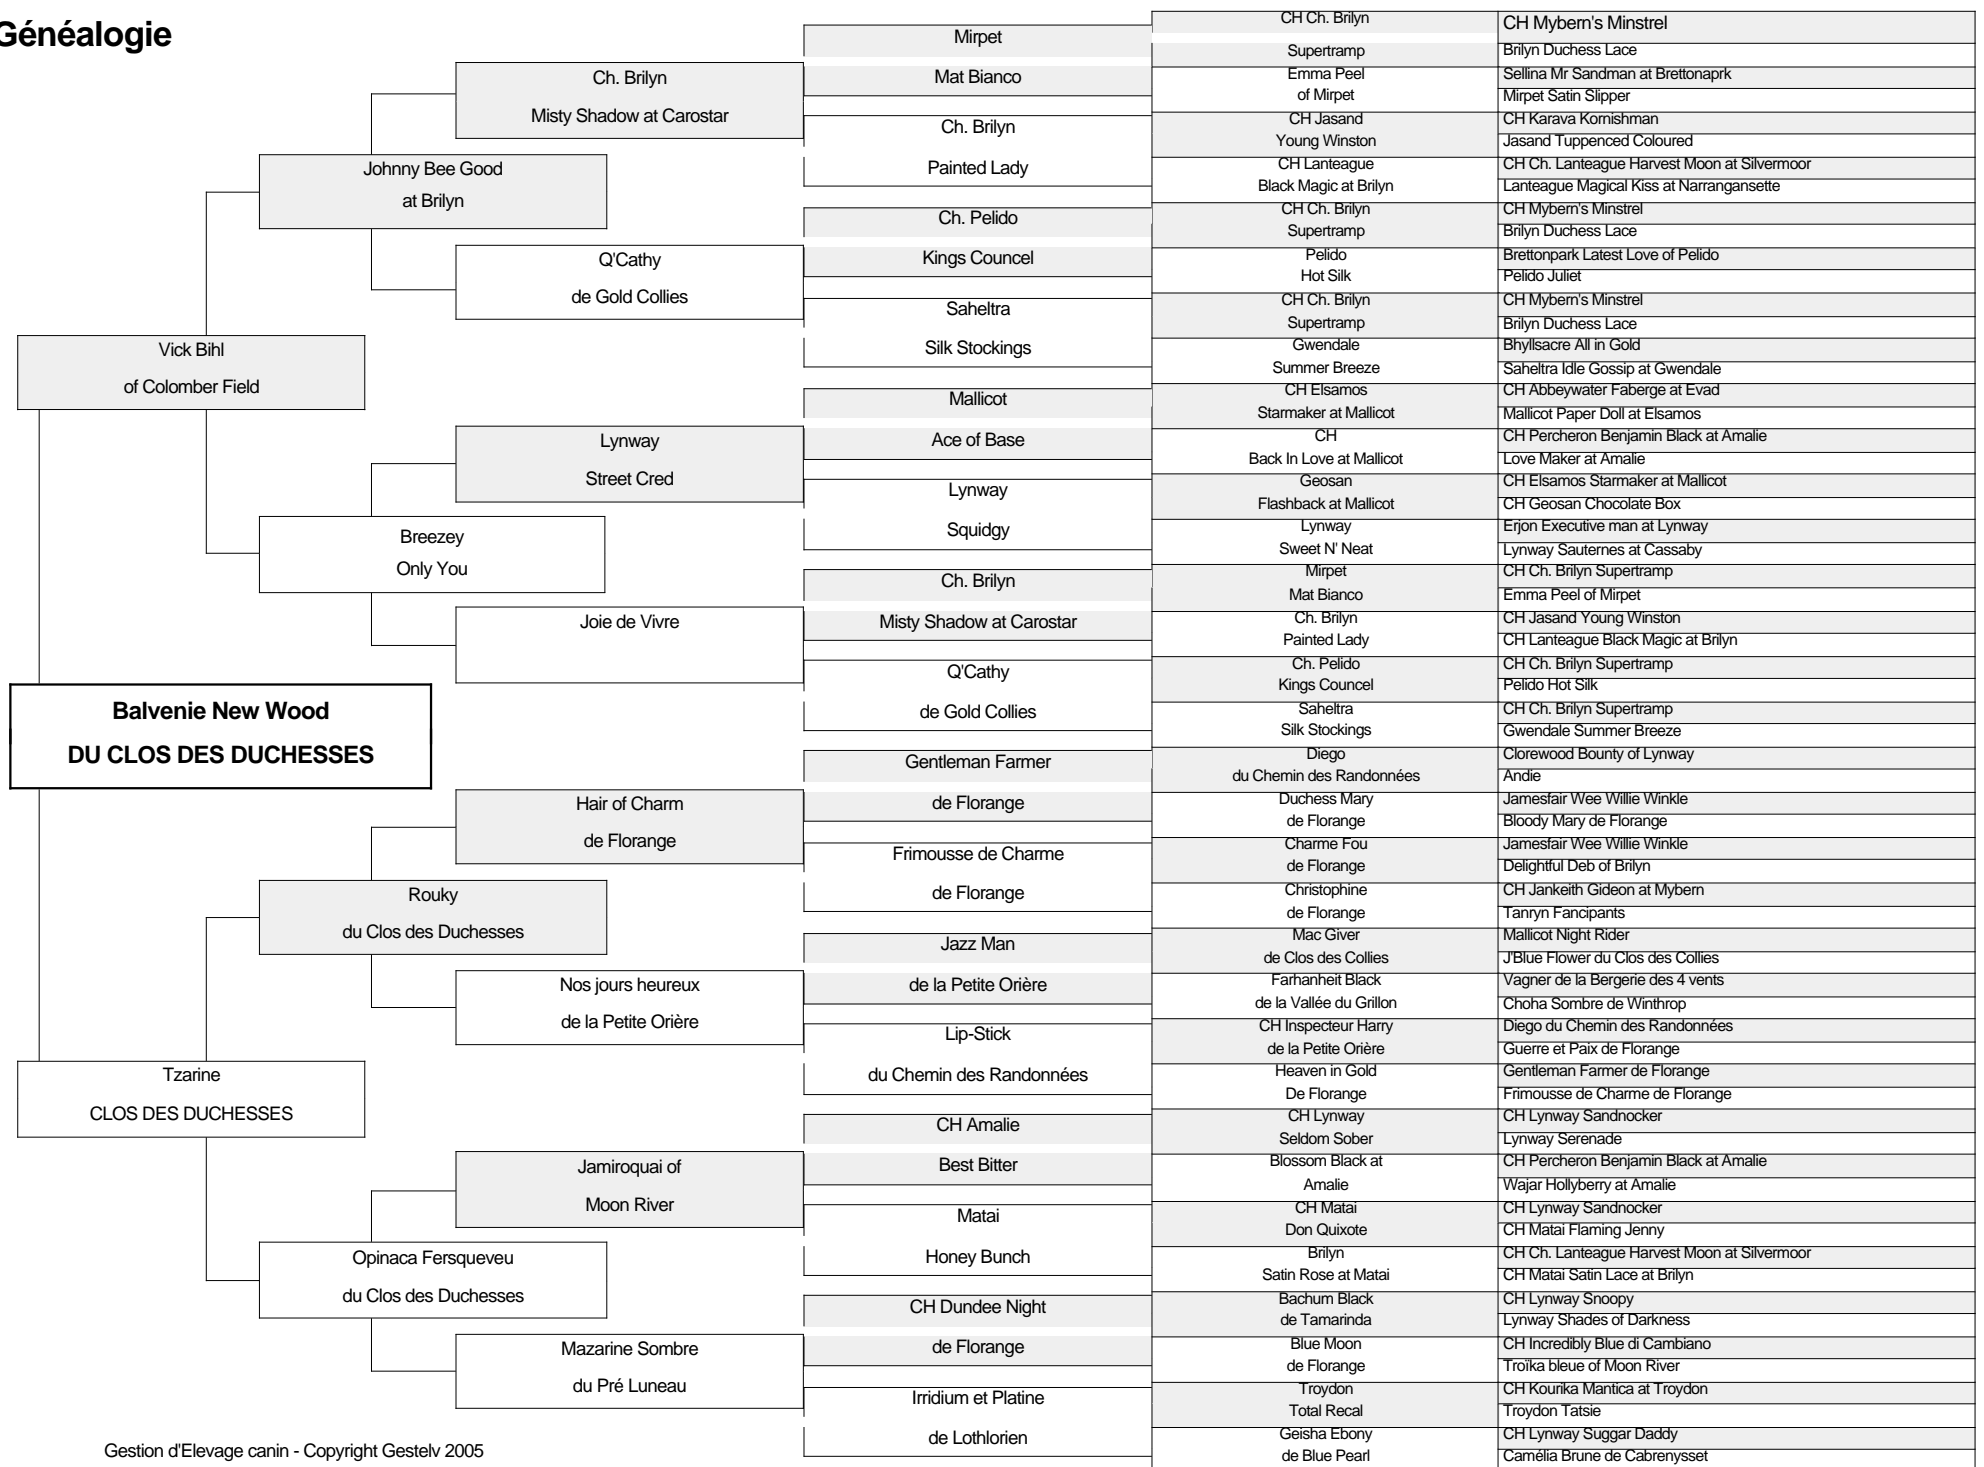 Généalogie
Vick Bihl
of Colomber Field
Balvenie New Wood
DU CLOS DES DUCHESSES
Tzarine
CLOS DES DUCHESSES
Johnny Bee Good
at Brilyn
Breezey
Only You
Rouky
du Clos des Duchesses
Opinaca Fersqueveu
du Clos des Duchesses
Ch. Brilyn
Misty Shadow at Carostar
Q'Cathy
de Gold Collies
Lynway
Street Cred
Joie de Vivre
Hair of Charm
de Florange
Nos jours heureux
de la Petite Orière
Jamiroquai of
Moon River
Mazarine Sombre
du Pré Luneau
Mirpet
Mat Bianco
Ch. Brilyn
Painted Lady
Ch. Pelido
Kings Councel
Saheltra
Silk Stockings
Mallicot
Ace of Base
Lynway
Squidgy
Ch. Brilyn
Misty Shadow at Carostar
Q'Cathy
de Gold Collies
Gentleman Farmer
de Florange
Frimousse de Charme
de Florange
Jazz Man
de la Petite Orière
Lip-Stick
du Chemin des Randonnées
CH Amalie
Best Bitter
Matai
Honey Bunch
CH Dundee Night
de Florange
Irridium et Platine
de Lothlorien
CH Ch. Brilyn
Supertramp
Emma Peel
of Mirpet
CH Jasand
Young Winston
CH Lanteague
Black Magic at Brilyn
CH Ch. Brilyn
Supertramp
Pelido
Hot Silk
CH Ch. Brilyn
Supertramp
Gwendale
Summer Breeze
CH Elsamos
Starmaker at Mallicot
CH
Back In Love at Mallicot
Geosan
Flashback at Mallicot
Lynway
Sweet N' Neat
Mirpet
Mat Bianco
Ch. Brilyn
Painted Lady
Ch. Pelido
Kings Councel
Saheltra
Silk Stockings
Diego
du Chemin des Randonnées
Duchess Mary
de Florange
Charme Fou
de Florange
Christophine
de Florange
Mac Giver
de Clos des Collies
Farhanheit Black
de la Vallée du Grillon
CH Inspecteur Harry
de la Petite Orière
Heaven in Gold
De Florange
CH Lynway
Seldom Sober
Blossom Black at
Amalie
CH Matai
Don Quixote
Brilyn
Satin Rose at Matai
Bachum Black
de Tamarinda
Blue Moon
de Florange
Troydon
Total Recal
Geisha Ebony
de Blue Pearl
CH Mybern's Minstrel
Brilyn Duchess Lace
Sellina Mr Sandman at Brettonaprk
Mirpet Satin Slipper
CH Karava Kornishman
Jasand Tuppenced Coloured
CH Ch. Lanteague Harvest Moon at Silvermoor
Lanteague Magical Kiss at Narrangansette
CH Mybern's Minstrel
Brilyn Duchess Lace
Brettonpark Latest Love of Pelido
Pelido Juliet
CH Mybern's Minstrel
Brilyn Duchess Lace
Bhyllsacre All in Gold
Saheltra Idle Gossip at Gwendale
CH Abbeywater Faberge at Evad
Mallicot Paper Doll at Elsamos
CH Percheron Benjamin Black at Amalie
Love Maker at Amalie
CH Elsamos Starmaker at Mallicot
CH Geosan Chocolate Box
Erjon Executive man at Lynway
Lynway Sauternes at Cassaby
CH Ch. Brilyn Supertramp
Emma Peel of Mirpet
CH Jasand Young Winston
CH Lanteague Black Magic at Brilyn
CH Ch. Brilyn Supertramp
Pelido Hot Silk
CH Ch. Brilyn Supertramp
Gwendale Summer Breeze
Clorewood Bounty of Lynway
Andie
Jamesfair Wee Willie Winkle
Bloody Mary de Florange
Jamesfair Wee Willie Winkle
Delightful Deb of Brilyn
CH Jankeith Gideon at Mybern
Tanryn Fancipants
Mallicot Night Rider
J'Blue Flower du Clos des Collies
Vagner de la Bergerie des 4 vents
Choha Sombre de Winthrop
Diego du Chemin des Randonnées
Guerre et Paix de Florange
Gentleman Farmer de Florange
Frimousse de Charme de Florange
CH Lynway Sandnocker
Lynway Serenade
CH Percheron Benjamin Black at Amalie
Wajar Hollyberry at Amalie
CH Lynway Sandnocker
CH Matai Flaming Jenny
CH Ch. Lanteague Harvest Moon at Silvermoor
CH Matai Satin Lace at Brilyn
CH Lynway Snoopy
Lynway Shades of Darkness
CH Incredibly Blue di Cambiano
Troïka bleue of Moon River
CH Kourika Mantica at Troydon
Troydon Tatsie
CH Lynway Suggar Daddy
Camélia Brune de Cabrenysset
Gestion d'Elevage canin - Copyright Gestelv 2005